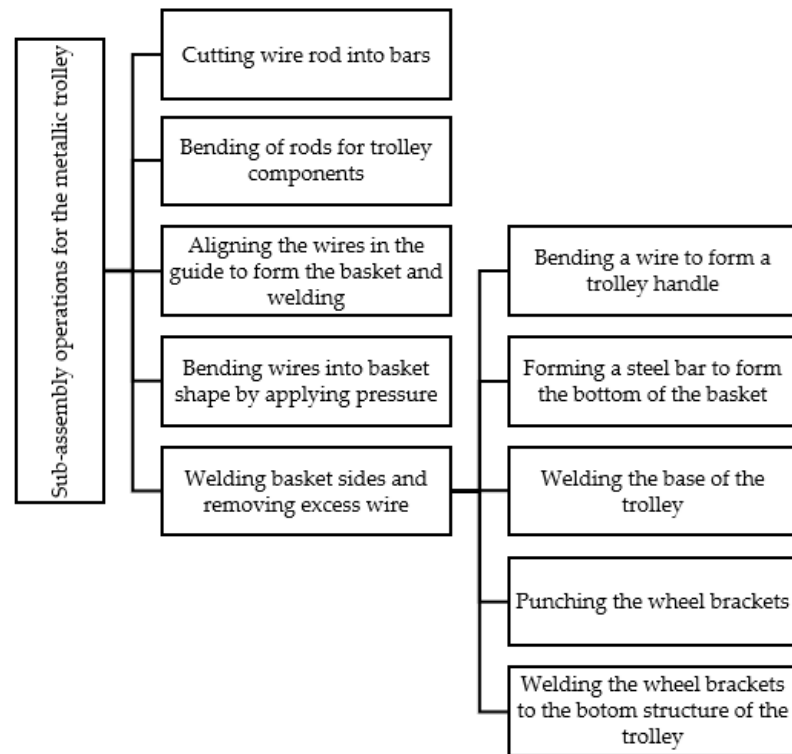 Sub-assembly operations for the metallic trolley
Cutting wire rod into bars
Bending of rods for trolley
components
Aligning the wires in the
guide to form the basket and
welding
Bending wires into basket
shape by applying pressure
Welding basket sides and
removing excess wire
Bending a wire to form a
trolley handle
Forming a steel bar to form
the bottom of the basket
Welding the base of the
trolley
Punching the wheel brackets
Welding the wheel brackets
to the botom structure of the
trolley